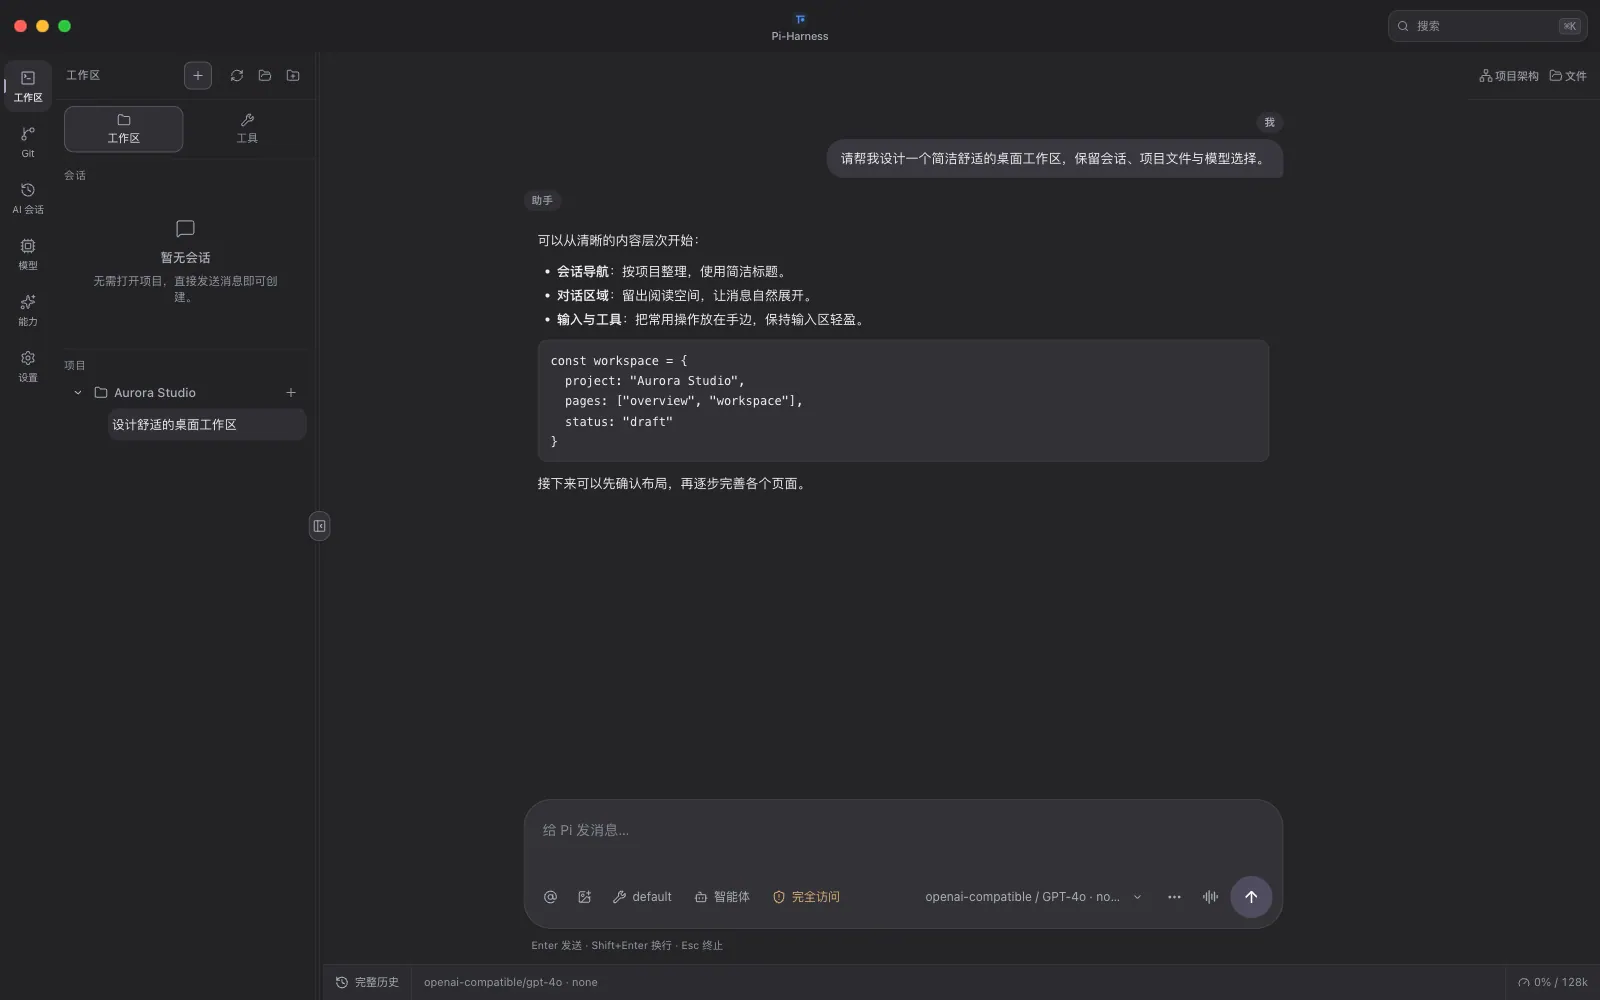 Pi-Harness
搜索
⌘K
工作区
Git
AI 会话
模型
能力
设置
工作区
工作区
工具
会话
暂无会话
无需打开项目，直接发送消息即可创
建。
项目
Aurora Studio
设计舒适的桌面工作区
项目架构
文件
我
请帮我设计一个简洁舒适的桌面工作区，保留会话、项目文件与模型选择。
助手
可以从清晰的内容层次开始：
• 会话导航：按项目整理，使用简洁标题。
• 对话区域：留出阅读空间，让消息自然展开。
• 输入与工具：把常用操作放在手边，保持输入区轻盈。
const workspace = {
  project: "Aurora Studio",
  pages: ["overview", "workspace"],
  status: "draft"
}
接下来可以先确认布局，再逐步完善各个页面。
给 Pi 发消息...
default
智能体
完全访问
openai-compatible / GPT-4o · no...
Enter 发送 · Shift+Enter 换行 · Esc 终止
完整历史
openai-compatible/gpt-4o · none
0% / 128k